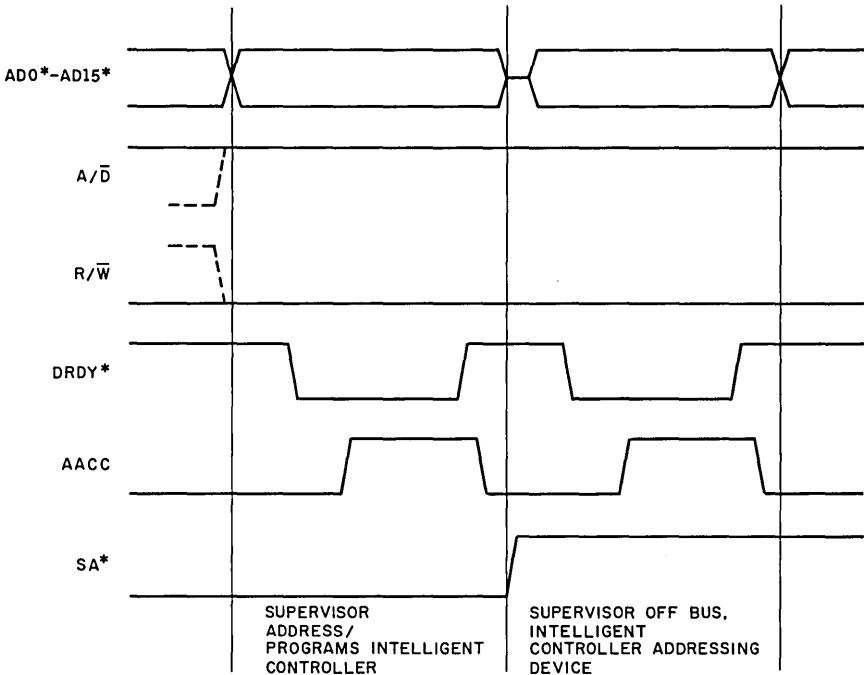 AD0*-AD15*
A/D̅
R/W̅
DRDY*
AACC
SA*
SUPERVISOR
ADDRESS/
PROGRAMS INTELLIGENT
CONTROLLER
SUPERVISOR OFF BUS,
INTELLIGENT
CONTROLLER ADDRESSING
DEVICE